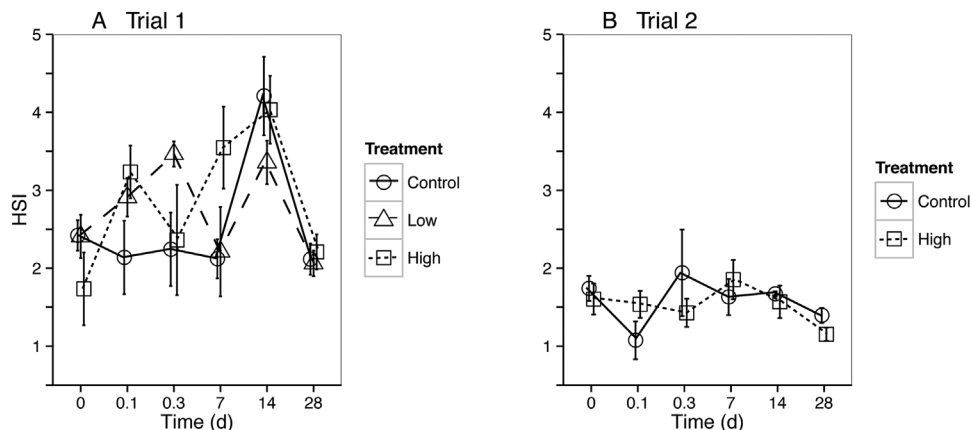 A Trial 1
5
4
3
2
1
HSI
0 0.1 0.3 7 14 28
Time (d)
Treatment
Control
Low
High
B Trial 2
5
4
3
2
1
0 0.1 0.3 7 14 28
Time (d)
Treatment
Control
High